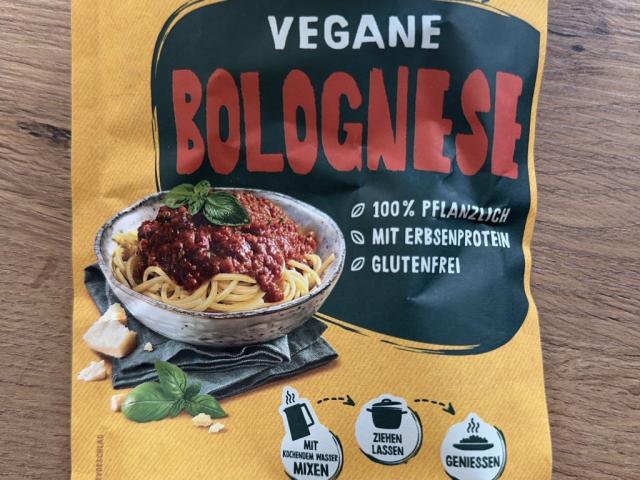 VEGANE
BOLOGNESE
100% PFLANZLICH
MIT ERBSENPROTEIN
GLUTENFREI
MIT
KOCHENDEM WASSER
MIXEN
ZIEHEN
LASSEN
GENIESSEN